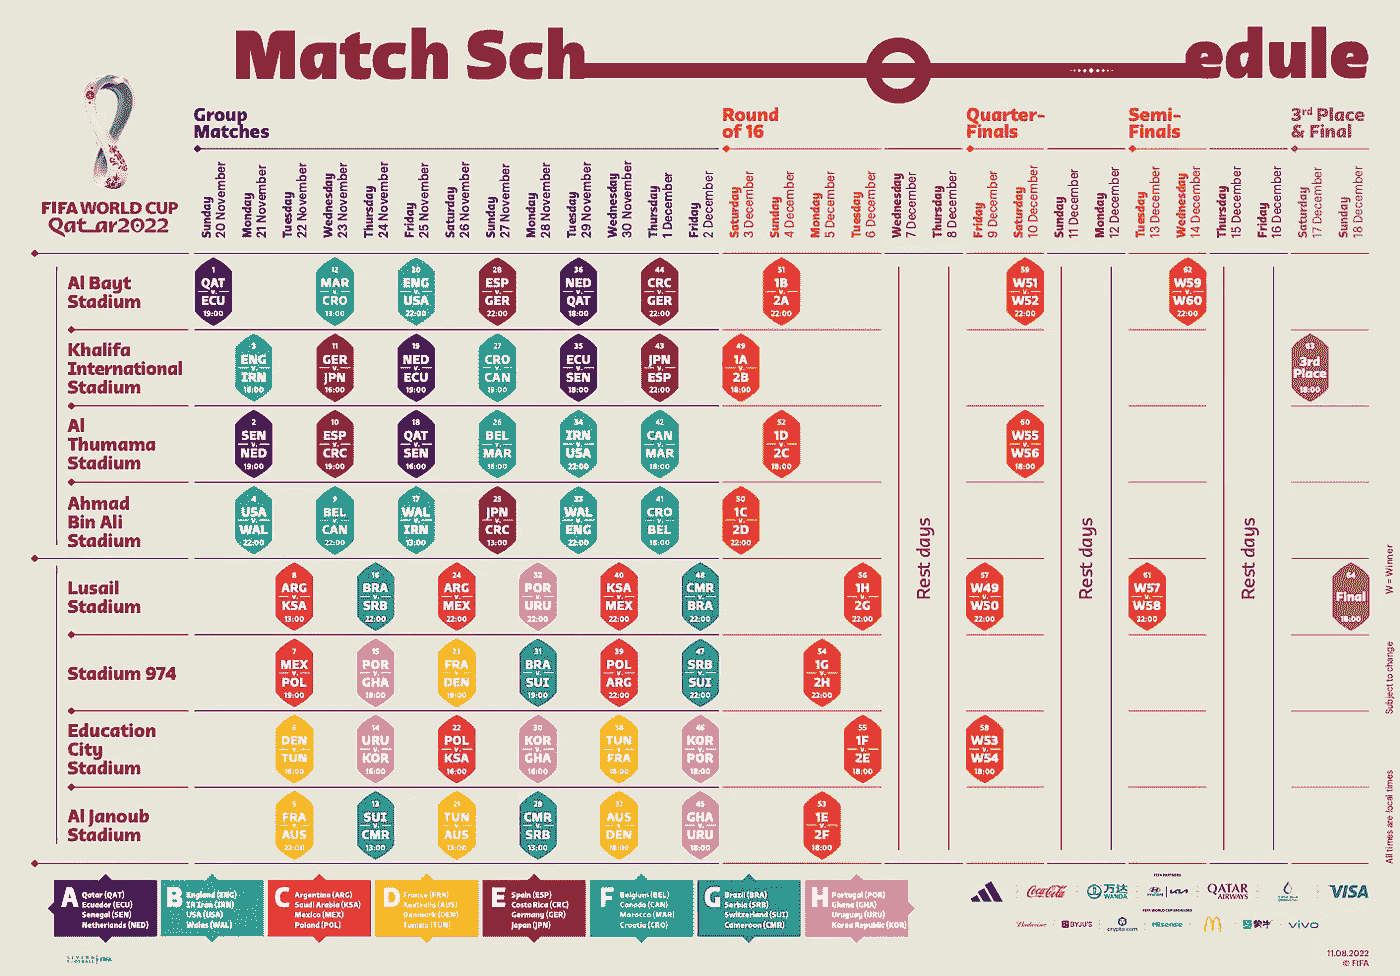 Match Schedule
Group
Matches
Round
of 16
Quarter-
Finals
Semi-
Finals
3rd Place
& Final
FIFA WORLD CUP
Qatar2022
Sunday
20 November
Monday
21 November
Tuesday
22 November
Wednesday
23 November
Thursday
24 November
Friday
25 November
Saturday
26 November
Sunday
27 November
Monday
28 November
Tuesday
29 November
Wednesday
30 November
Thursday
1 December
Friday
2 December
Saturday
3 December
Sunday
4 December
Monday
5 December
Tuesday
6 December
Wednesday
7 December
Thursday
8 December
Friday
9 December
Saturday
10 December
Sunday
11 December
Monday
12 December
Tuesday
13 December
Wednesday
14 December
Thursday
15 December
Friday
16 December
Saturday
17 December
Sunday
18 December
Al Bayt
Stadium
1 QAT v. ECU 19:00
12 MAR v. CRO 13:00
20 ENG v. USA 22:00
28 ESP v. GER 22:00
36 NED v. QAT 18:00
44 CRC v. GER 22:00
51 1B 2A 22:00
59 W51 W52 22:00
62 W59 W60 22:00
Khalifa
International
Stadium
3 ENG v. IRN 16:00
11 GER v. JPN 16:00
19 NED v. ECU 19:00
27 CRO v. CAN 19:00
35 ECU v. SEN 18:00
43 JPN v. ESP 22:00
49 1A 2B 18:00
63 3rd Place 18:00
Al
Thumama
Stadium
2 SEN v. NED 19:00
10 ESP v. CRC 19:00
18 QAT v. SEN 16:00
26 BEL v. MAR 16:00
34 IRN v. USA 22:00
42 CAN v. MAR 18:00
52 1D 2C 18:00
60 W55 W56 18:00
Ahmad
Bin Ali
Stadium
4 USA v. WAL 22:00
9 BEL v. CAN 22:00
17 WAL v. IRN 13:00
25 JPN v. CRC 13:00
33 WAL v. ENG 22:00
41 CRO v. BEL 18:00
50 1C 2D 22:00
Lusail
Stadium
8 ARG v. KSA 13:00
16 BRA v. SRB 22:00
24 ARG v. MEX 22:00
32 POR v. URU 22:00
40 KSA v. MEX 22:00
48 CMR v. BRA 22:00
56 1H 2G 22:00
57 W49 W50 22:00
61 W57 W58 22:00
64 Final 18:00
Stadium 974
7 MEX v. POL 19:00
15 POR v. GHA 19:00
23 FRA v. DEN 19:00
31 BRA v. SUI 19:00
39 POL v. ARG 22:00
47 SRB v. SUI 22:00
54 1G 2H 22:00
Education
City
Stadium
6 DEN v. TUN 16:00
14 URU v. KOR 16:00
22 POL v. KSA 16:00
30 KOR v. GHA 16:00
38 TUN v. FRA 18:00
46 KOR v. POR 18:00
55 1F 2E 18:00
58 W53 W54 18:00
Al Janoub
Stadium
5 FRA v. AUS 22:00
13 SUI v. CMR 13:00
21 TUN v. AUS 13:00
29 CMR v. SRB 13:00
37 AUS v. DEN 18:00
45 GHA v. URU 18:00
53 1E 2F 18:00
Rest days
Rest days
Rest days
W = Winner
Subject to change
All times are local times
A
Qatar (QAT)
Ecuador (ECU)
Senegal (SEN)
Netherlands (NED)
B
England (ENG)
IR Iran (IRN)
USA (USA)
Wales (WAL)
C
Argentina (ARG)
Saudi Arabia (KSA)
Mexico (MEX)
Poland (POL)
D
France (FRA)
Australia (AUS)
Denmark (DEN)
Tunisia (TUN)
E
Spain (ESP)
Costa Rica (CRC)
Germany (GER)
Japan (JPN)
F
Belgium (BEL)
Canada (CAN)
Morocco (MAR)
Croatia (CRO)
G
Brazil (BRA)
Serbia (SRB)
Switzerland (SUI)
Cameroon (CMR)
H
Portugal (POR)
Ghana (GHA)
Uruguay (URU)
Korea Republic (KOR)
FIFA PARTNERS
Coca-Cola
万达
WANDA
HYUNDAI
KIA
QATAR
AIRWAYS
VISA
FIFA WORLD CUP SPONSORS
Budweiser
BYJU'S
crypto.com
Hisense
蒙牛
vivo
LIVING
FOOTBALL
FIFA
11.08.2022
© FIFA